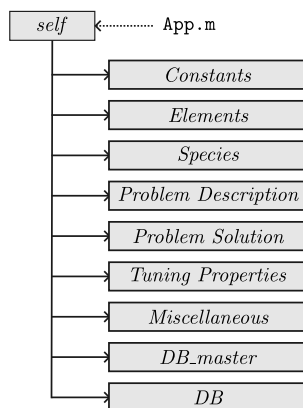 self App.m
Constants
Elements
Species
Problem Description
Problem Solution
Tuning Properties
Miscellaneous
DB_master
DB